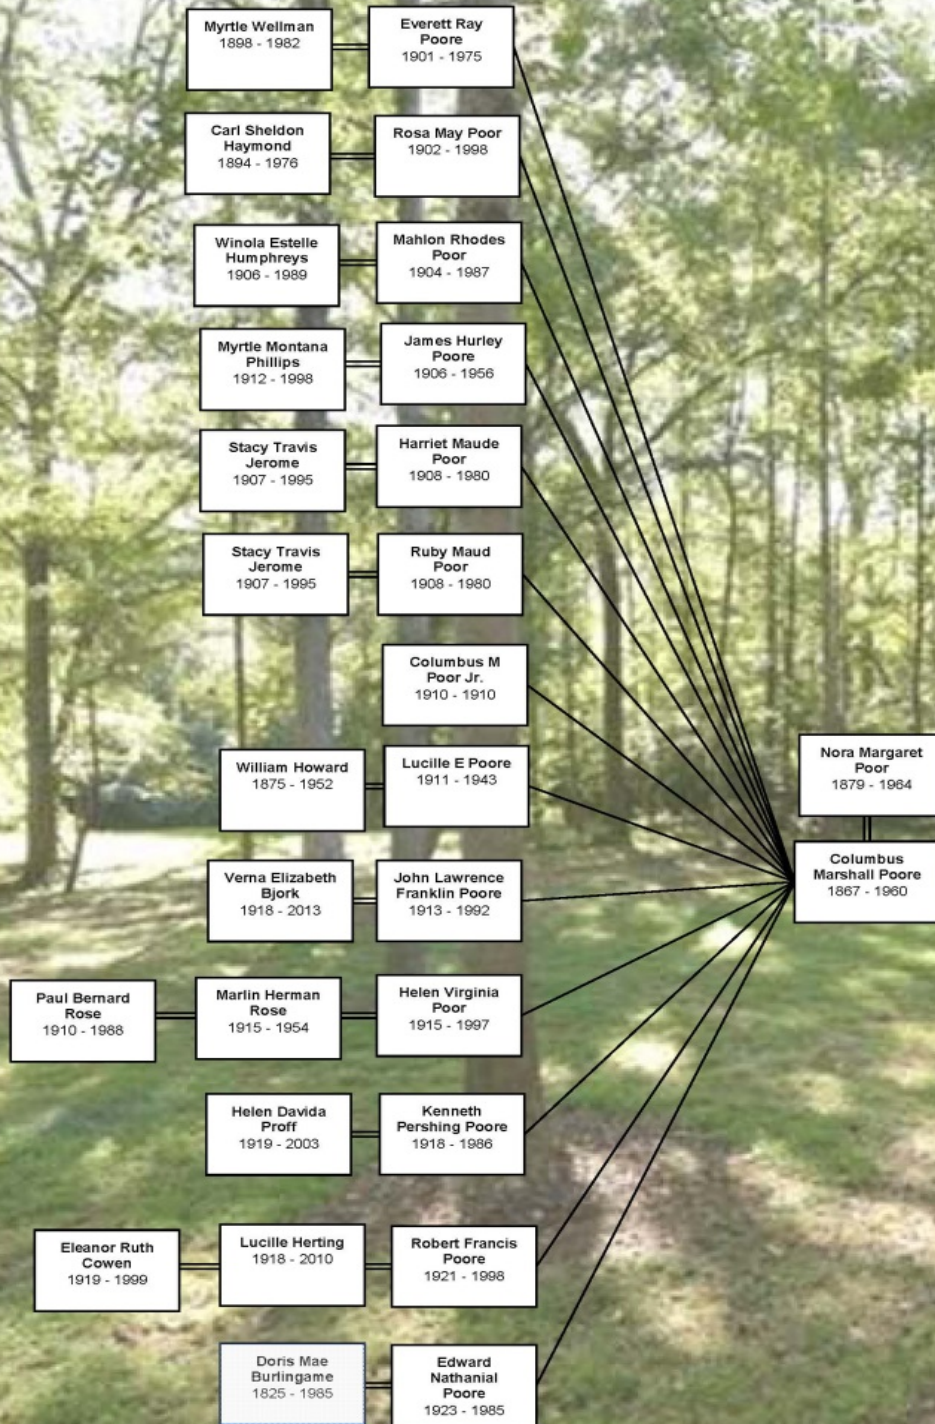 Myrtle Wellman
1898 - 1982
Everett Ray
Poore
1901 - 1975
Carl Sheldon
Haymond
1894 - 1976
Rosa May Poor
1902 - 1998
Winola Estelle
Humphreys
1906 - 1989
Mahlon Rhodes
Poor
1904 - 1987
Myrtle Montana
Phillips
1912 - 1998
James Hurley
Poore
1906 - 1956
Stacy Travis
Jerome
1907 - 1995
Harriet Maude
Poor
1908 - 1980
Stacy Travis
Jerome
1907 - 1995
Ruby Maud
Poor
1908 - 1980
Columbus M
Poor Jr.
1910 - 1910
William Howard
1875 - 1952
Lucille E Poore
1911 - 1943
Nora Margaret
Poor
1879 - 1964
Columbus
Marshall Poore
1867 - 1960
Verna Elizabeth
Bjork
1918 - 2013
John Lawrence
Franklin Poore
1913 - 1992
Paul Bernard
Rose
1910 - 1988
Marlin Herman
Rose
1915 - 1954
Helen Virginia
Poor
1915 - 1997
Helen Davida
Proff
1919 - 2003
Kenneth
Pershing Poore
1918 - 1986
Eleanor Ruth
Cowen
1919 - 1999
Lucille Herting
1918 - 2010
Robert Francis
Poore
1921 - 1998
Doris Mae
Burlingame
1825 - 1985
Edward
Nathanial
Poore
1923 - 1985